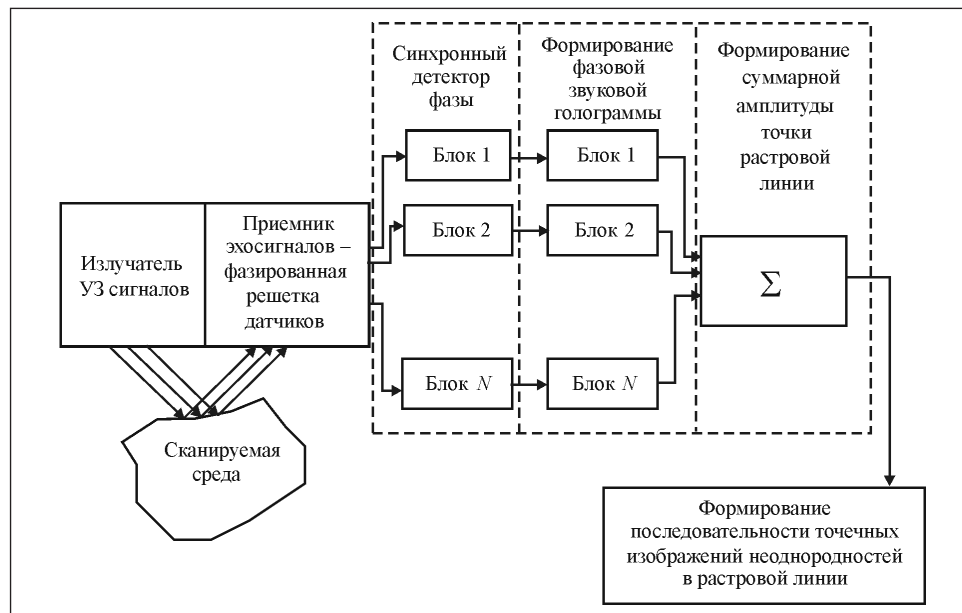 Синхронный
детектор
фазы
Формирование
фазовой
звуковой
голограммы
Формирование
суммарной
амплитуды
точки
растровой
линии
Блок 1
Блок 1
Блок 2
Блок 2
Блок N
Блок N
Σ
Излучатель
УЗ сигналов
Приемник
эхосигналов –
фазированная
решетка
датчиков
Сканируемая
среда
Формирование
последовательности точечных
изображений неоднородностей
в растровой линии